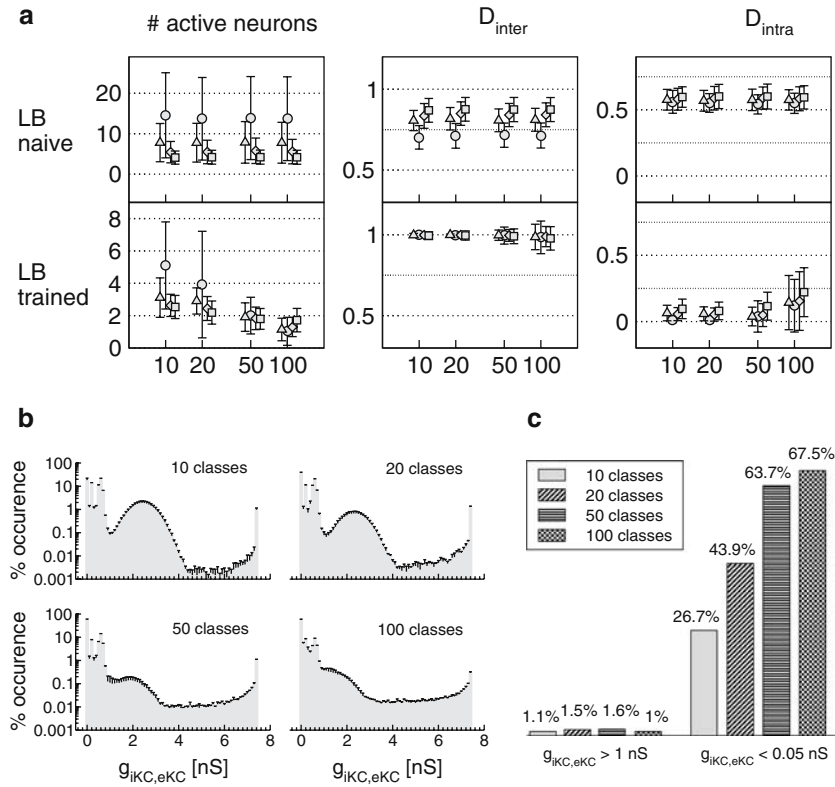 a
# active neurons
D_inter
D_intra
LB
naive
20
10
0
1
0.5
0.5
0
LB
trained
8
6
4
2
0
1
0.5
0.5
0
10 20 50 100
10 20 50 100
10 20 50 100
b
% occurence
100
10
1
0.1
0.01
0.001
10 classes
20 classes
% occurence
100
10
1
0.1
0.01
0.001
50 classes
100 classes
0 2 4 6 8
0 2 4 6 8
g_iKC,eKC [nS]
g_iKC,eKC [nS]
c
10 classes
20 classes
50 classes
100 classes
1.1%
1.5%
1.6%
1%
26.7%
43.9%
63.7%
67.5%
g_iKC,eKC > 1 nS
g_iKC,eKC < 0.05 nS